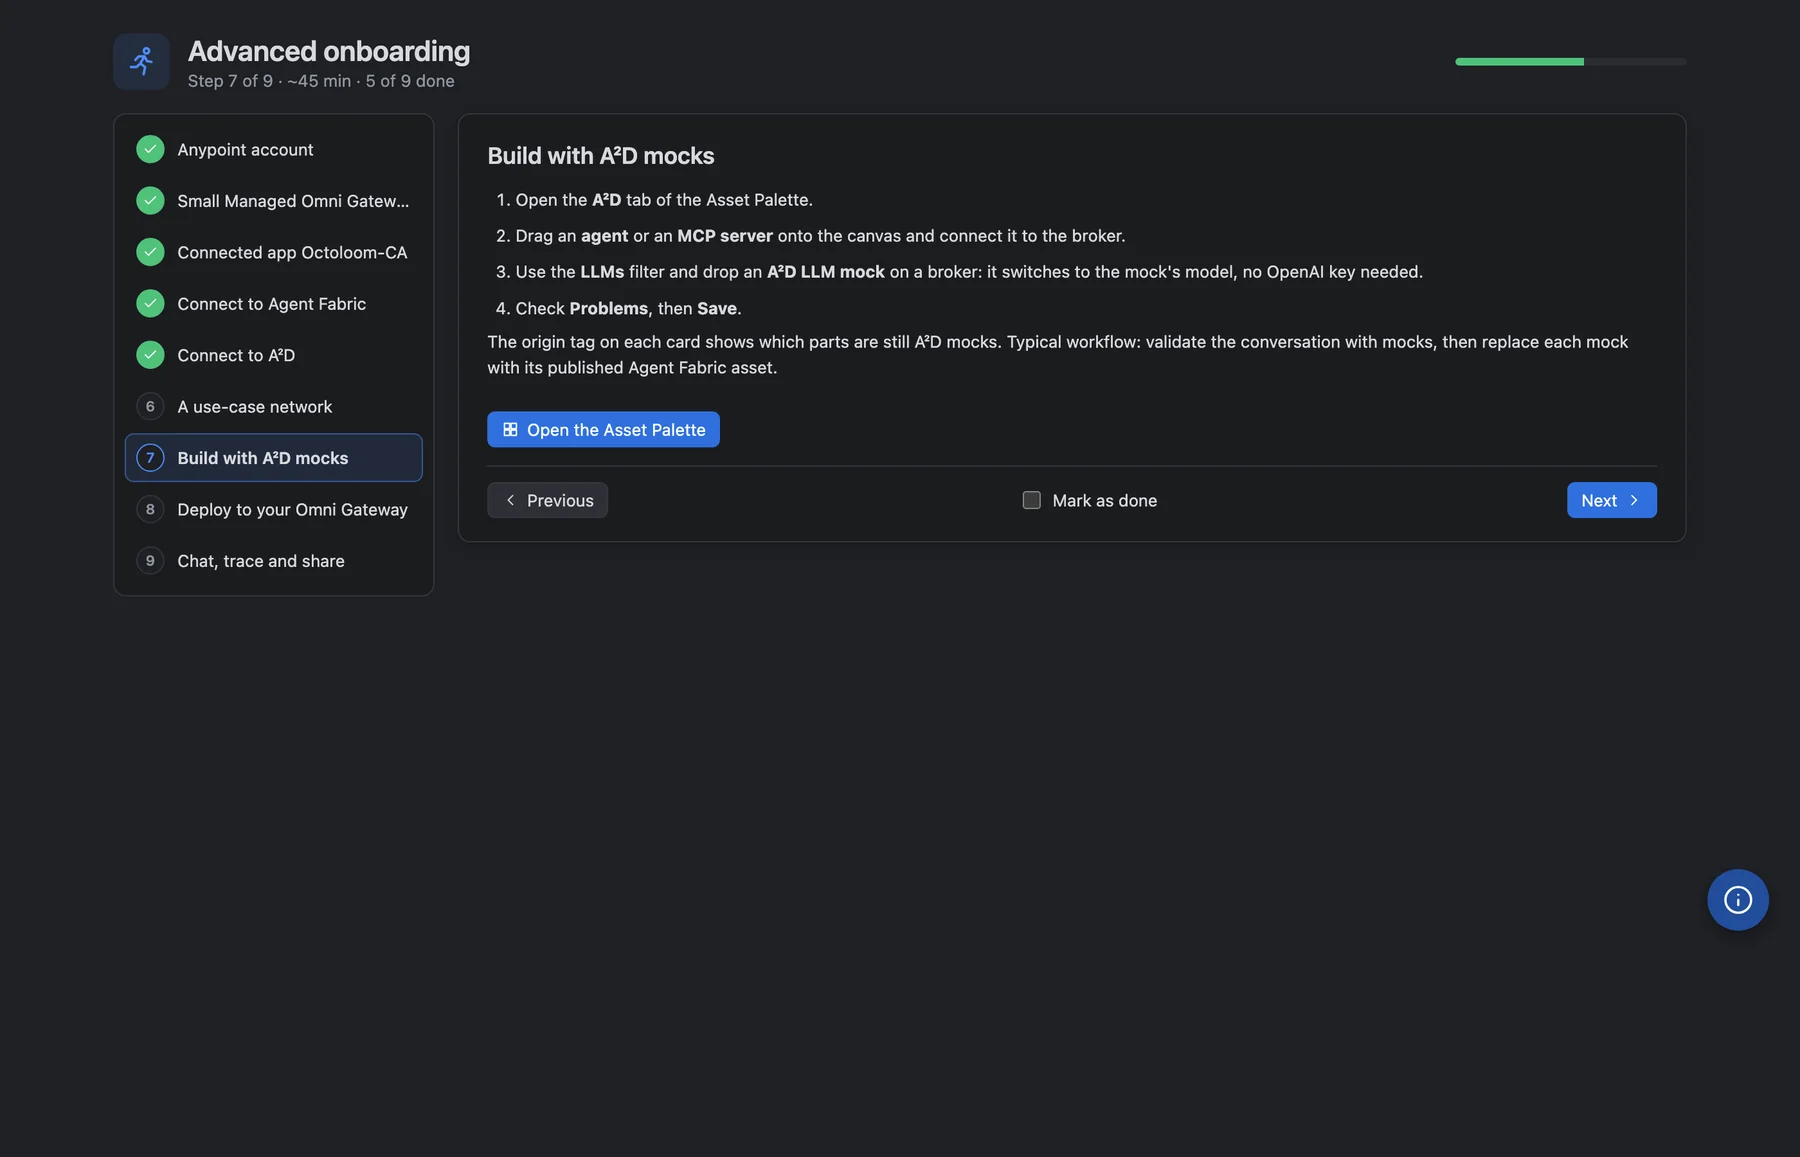 Advanced onboarding
Step 7 of 9 · ~45 min · 5 of 9 done
Anypoint account
Small Managed Omni Gatew...
Connected app Octoloom-CA
Connect to Agent Fabric
Connect to A²D
6 A use-case network
7 Build with A²D mocks
8 Deploy to your Omni Gateway
9 Chat, trace and share
Build with A²D mocks
1. Open the A²D tab of the Asset Palette.
2. Drag an agent or an MCP server onto the canvas and connect it to the broker.
3. Use the LLMs filter and drop an A²D LLM mock on a broker: it switches to the mock's model, no OpenAI key needed.
4. Check Problems, then Save.
The origin tag on each card shows which parts are still A²D mocks. Typical workflow: validate the conversation with mocks, then replace each mock
with its published Agent Fabric asset.
Open the Asset Palette
Previous
Mark as done
Next